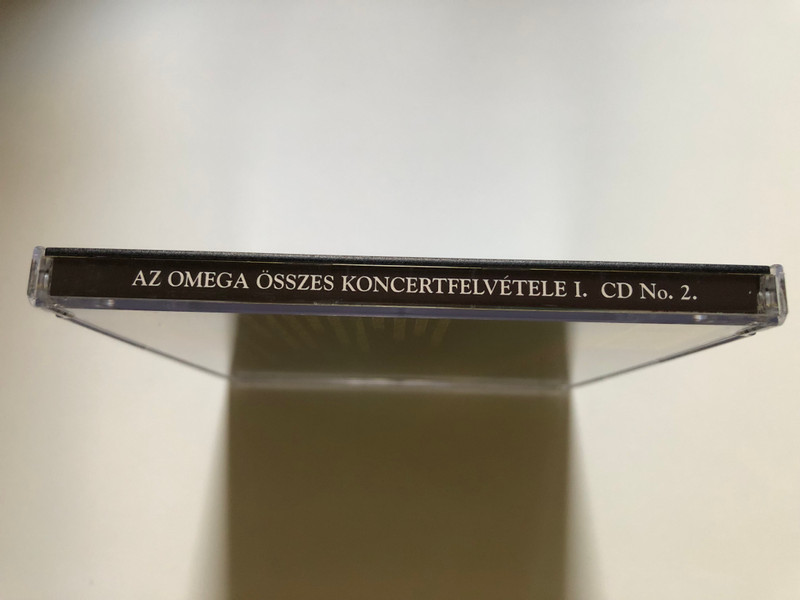 AZ OMEGA ÖSSZES KONCERTFELVÉTELE I. CD No. 2.